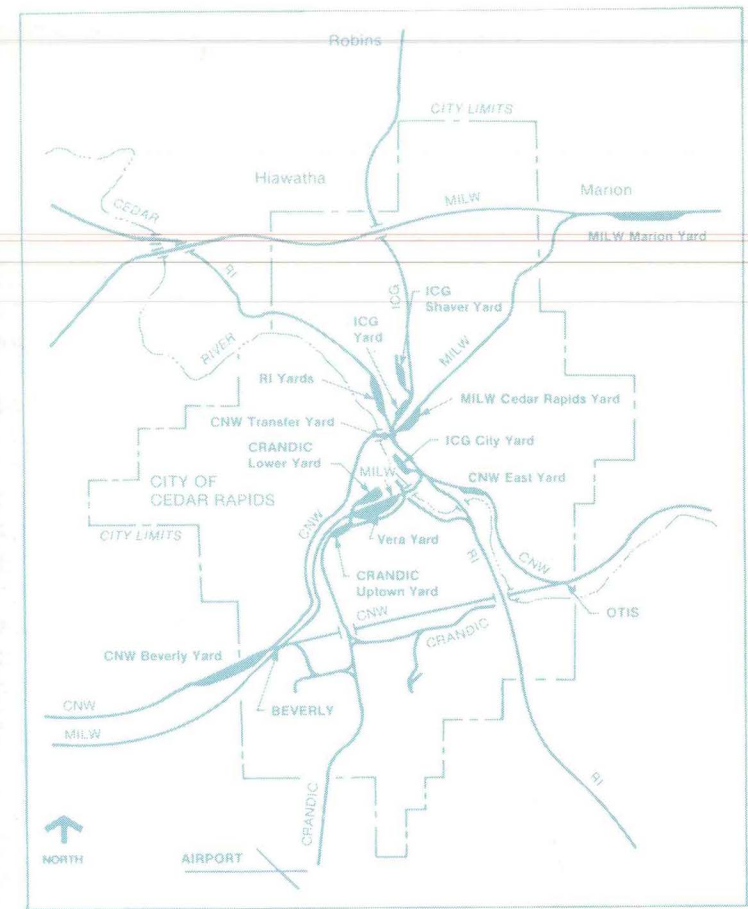 Robins
CITY LIMITS
Hiawatha
MILW
Marion
CEDAR
MILW Marion Yard
RI
ICG
ICG
Shaver Yard
ICG
Yard
MILW
RIVER
RI Yards
MILW Cedar Rapids Yard
CNW Transfer Yard
ICG City Yard
CRANDIC
Lower Yard
MILW
CNW East Yard
CITY OF
CEDAR RAPIDS
CNW
CITY LIMITS
Vera Yard
RI
CNW
CRANDIC
Uptown Yard
OTIS
CNW
CRANDIC
CNW Beverly Yard
CNW
BEVERLY
MILW
RI
CRANDIC
NORTH
AIRPORT